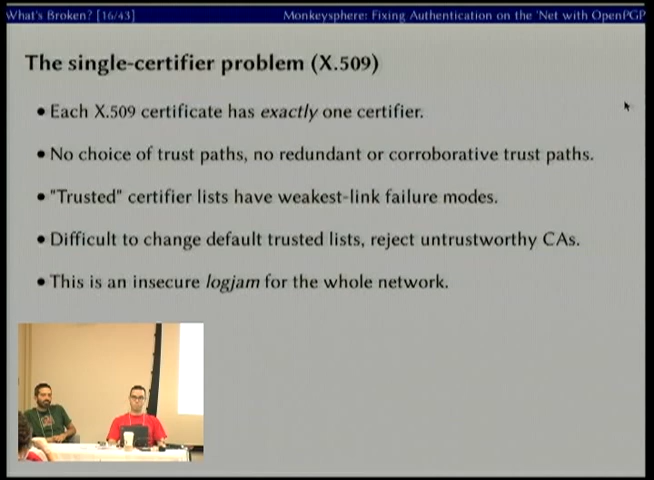 What's Broken? [16/43]
Monkeysphere: Fixing Authentication on the 'Net with OpenPGP
The single-certifier problem (X.509)
• Each X.509 certificate has exactly one certifier.
• No choice of trust paths, no redundant or corroborative trust paths.
• "Trusted" certifier lists have weakest-link failure modes.
• Difficult to change default trusted lists, reject untrustworthy CAs.
• This is an insecure logjam for the whole network.